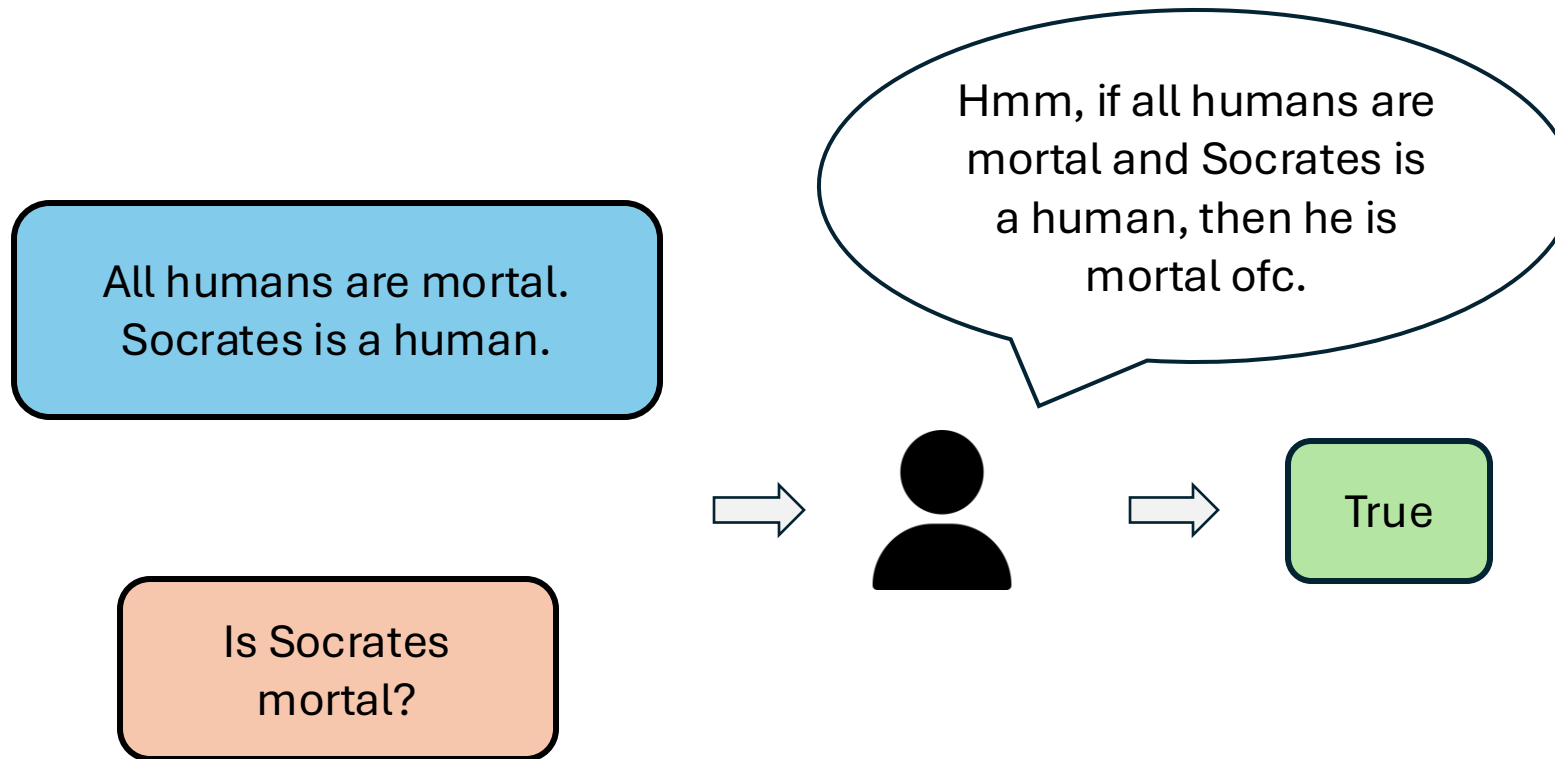 All humans are mortal.
Socrates is a human.
Is Socrates
mortal?
Hmm, if all humans are
mortal and Socrates is
a human, then he is
mortal ofc.
True